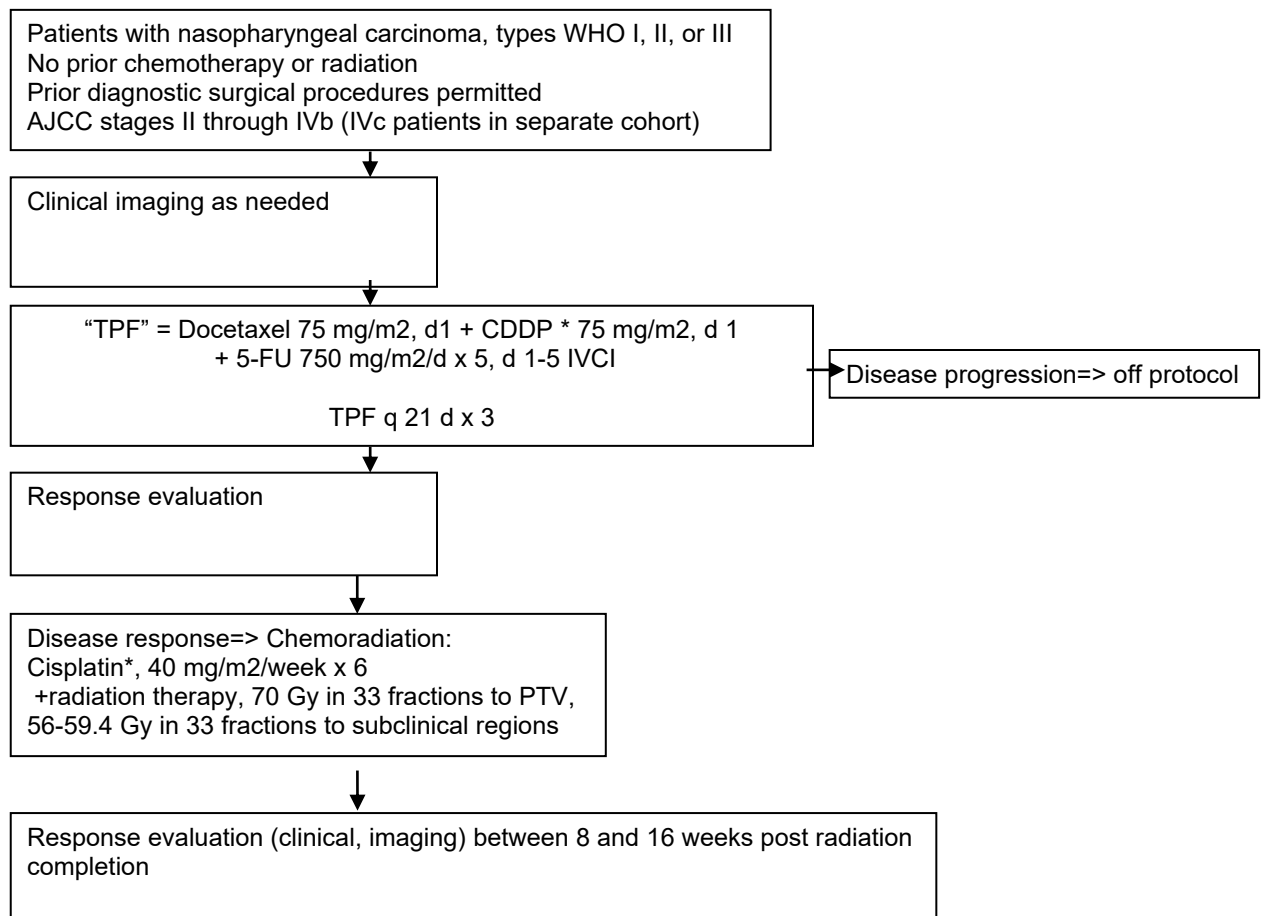 Patients with nasopharyngeal carcinoma, types WHO I, II, or III
No prior chemotherapy or radiation
Prior diagnostic surgical procedures permitted
AJCC stages II through IVb (IVc patients in separate cohort)
Clinical imaging as needed
“TPF” = Docetaxel 75 mg/m2, d1 + CDDP * 75 mg/m2, d 1
+ 5-FU 750 mg/m2/d x 5, d 1-5 IVCI
TPF q 21 d x 3
Disease progression=> off protocol
Response evaluation
Disease response=> Chemoradiation:
Cisplatin*, 40 mg/m2/week x 6
+radiation therapy, 70 Gy in 33 fractions to PTV,
56-59.4 Gy in 33 fractions to subclinical regions
Response evaluation (clinical, imaging) between 8 and 16 weeks post radiation
completion